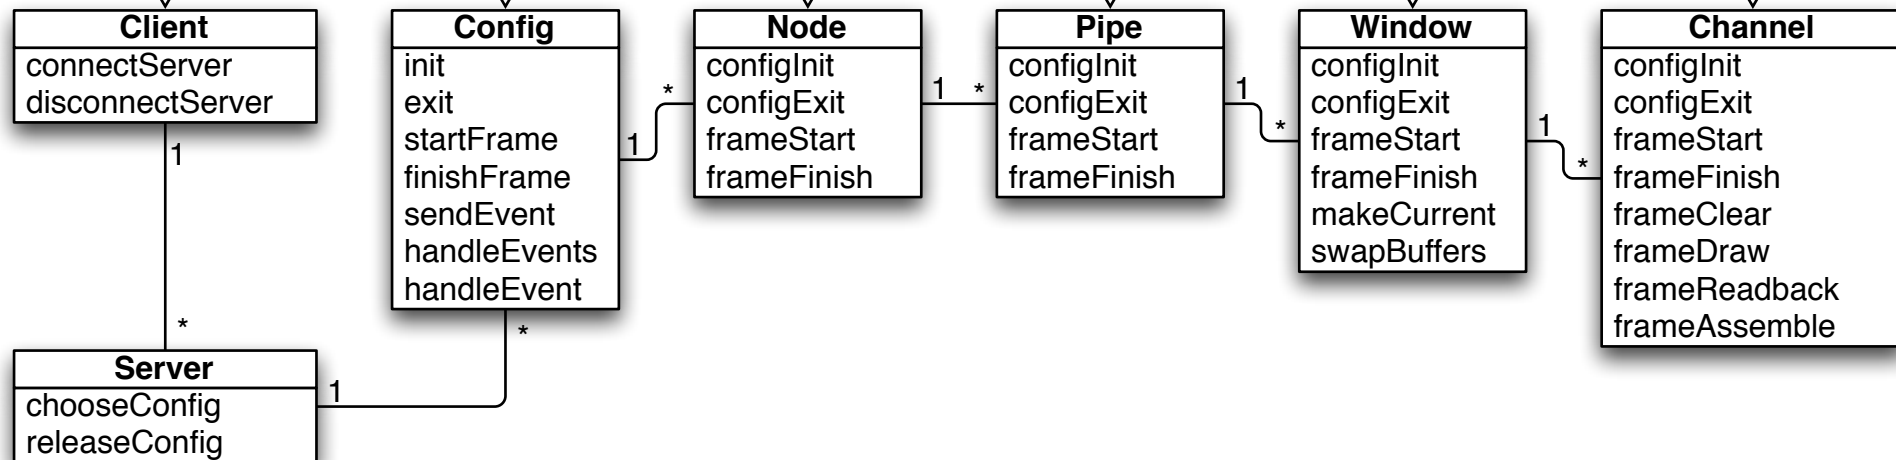 Client
connectServer
disconnectServer
1
*
Server
chooseConfig
releaseConfig
1
*
Config
init
exit
startFrame
finishFrame
sendEvent
handleEvents
handleEvent
1
*
Node
configInit
configExit
frameStart
frameFinish
1
*
Pipe
configInit
configExit
frameStart
frameFinish
1
*
Window
configInit
configExit
frameStart
frameFinish
makeCurrent
swapBuffers
1
*
Channel
configInit
configExit
frameStart
frameFinish
frameClear
frameDraw
frameReadback
frameAssemble